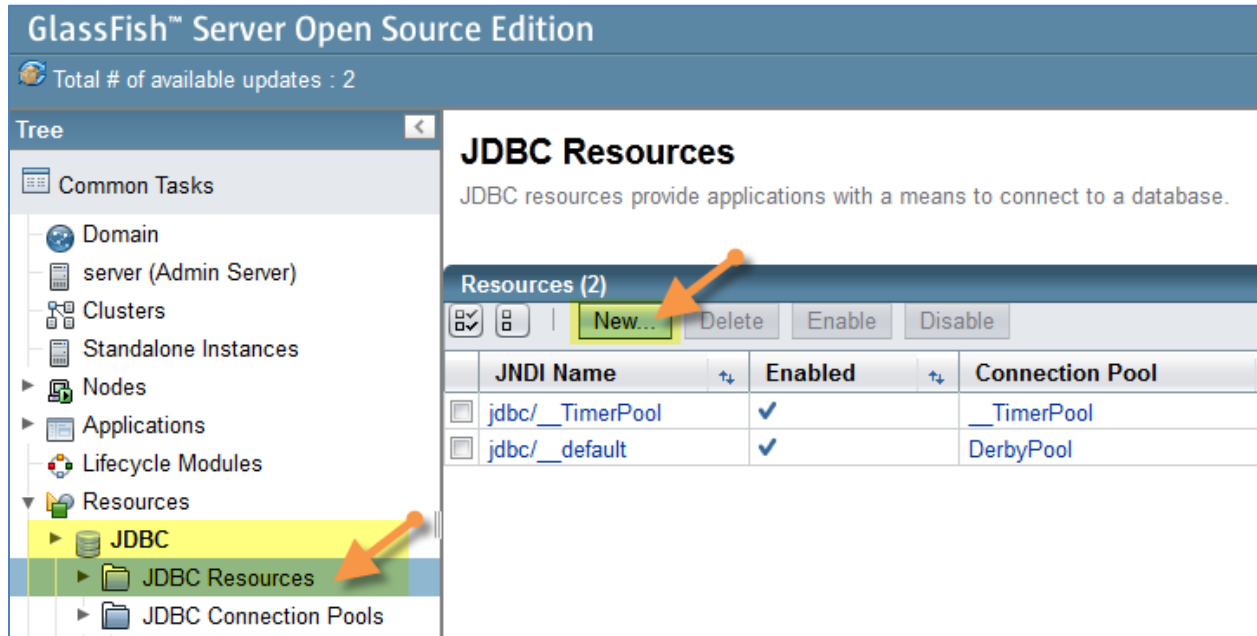 GlassFish™ Server Open Source Edition
Total # of available updates : 2
Tree
Common Tasks
Domain
server (Admin Server)
Clusters
Standalone Instances
Nodes
Applications
Lifecycle Modules
Resources
JDBC
JDBC Resources
JDBC Connection Pools
JDBC Resources
JDBC resources provide applications with a means to connect to a database.
Resources (2)
New... Delete Enable Disable
JNDI Name Enabled Connection Pool
jdbc/__TimerPool __TimerPool
jdbc/__default DerbyPool